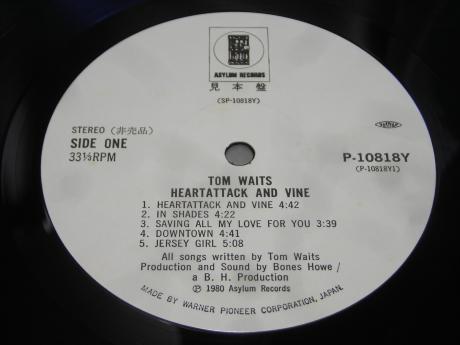 ASYLUM RECORDS
見本盤
(SP-10818Y)
STEREO (非売品)
SIDE ONE
33⅓RPM
P-10818Y
(P-10818Y1)
TOM WAITS
HEARTATTACK AND VINE
1. HEARTATTACK AND VINE 4:42
2. IN SHADES 4:22
3. SAVING ALL MY LOVE FOR YOU 3:39
4. DOWNTOWN 4:41
5. JERSEY GIRL 5:08
All songs written by Tom Waits
Production and Sound by Bones Howe/
a B. H. Production
Ⓟ 1980 Asylum Records
MADE BY WARNER PIONEER CORPORATION, JAPAN.